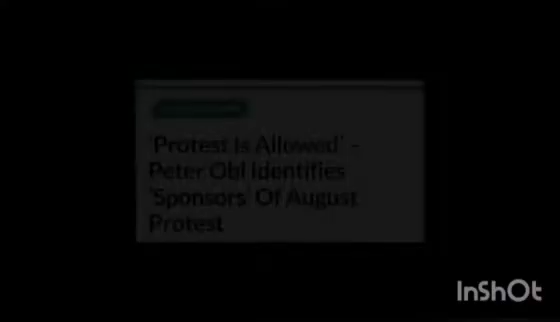 'Protest Is Allowed' –
Peter Obi Identifies
'Sponsors' Of August
Protest
InShOt